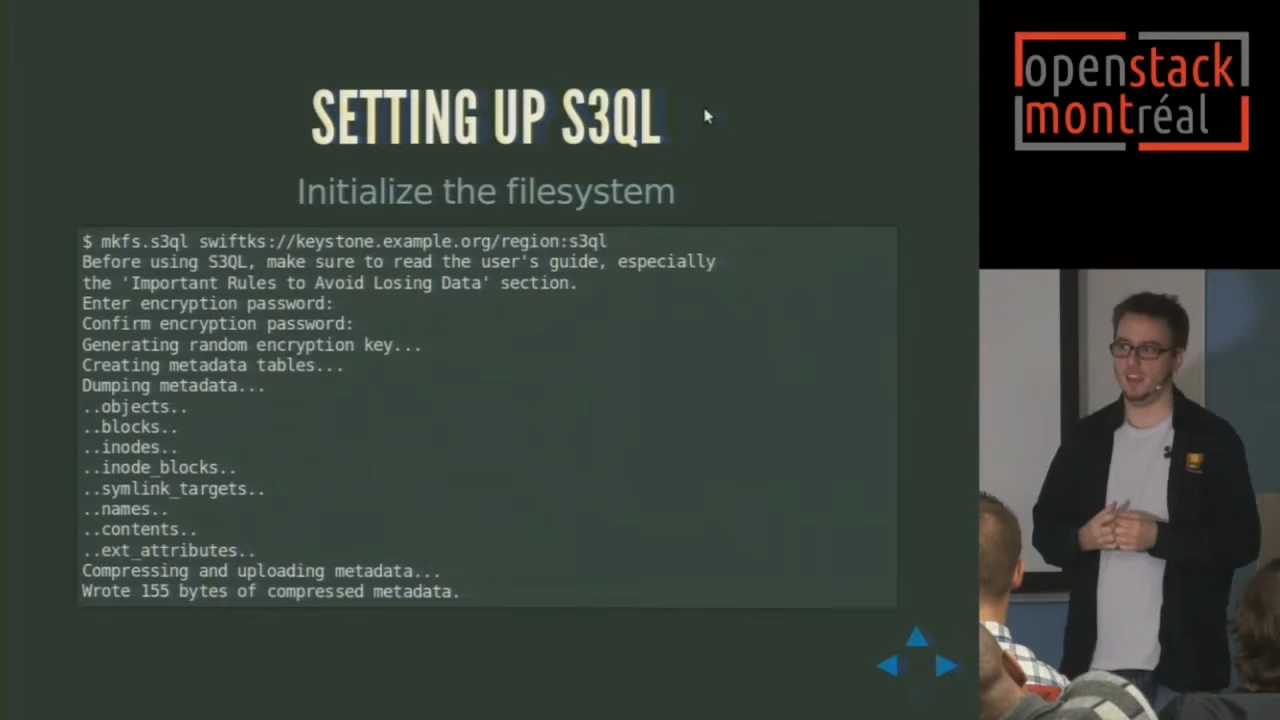 SETTING UP S3QL
Initialize the filesystem
$ mkfs.s3ql swiftks://keystone.example.org/region:s3ql
Before using S3QL, make sure to read the user's guide, especially
the 'Important Rules to Avoid Losing Data' section.
Enter encryption password:
Confirm encryption password:
Generating random encryption key...
Creating metadata tables...
Dumping metadata...
..objects..
..blocks..
..inodes..
..inode_blocks..
..symlink_targets..
..names..
..contents..
..ext_attributes..
Compressing and uploading metadata...
Wrote 155 bytes of compressed metadata.
openstack
montréal